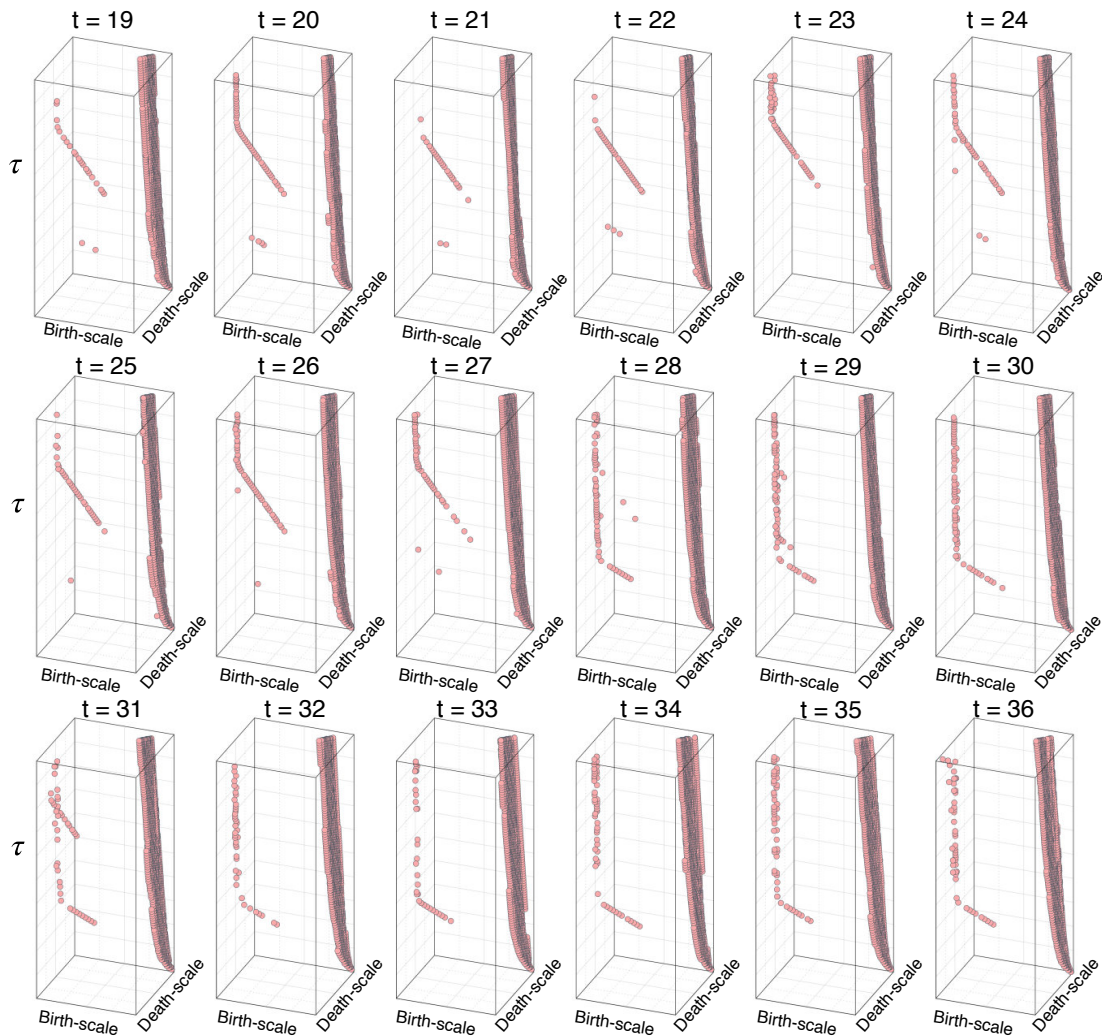 t = 19 t = 20 t = 21 t = 22 t = 23 t = 24
τ
Birth-scale Death-scale Birth-scale Death-scale Birth-scale Death-scale Birth-scale Death-scale Birth-scale Death-scale Birth-scale Death-scale
t = 25 t = 26 t = 27 t = 28 t = 29 t = 30
τ
Birth-scale Death-scale Birth-scale Death-scale Birth-scale Death-scale Birth-scale Death-scale Birth-scale Death-scale Birth-scale Death-scale
t = 31 t = 32 t = 33 t = 34 t = 35 t = 36
τ
Birth-scale Death-scale Birth-scale Death-scale Birth-scale Death-scale Birth-scale Death-scale Birth-scale Death-scale Birth-scale Death-scale